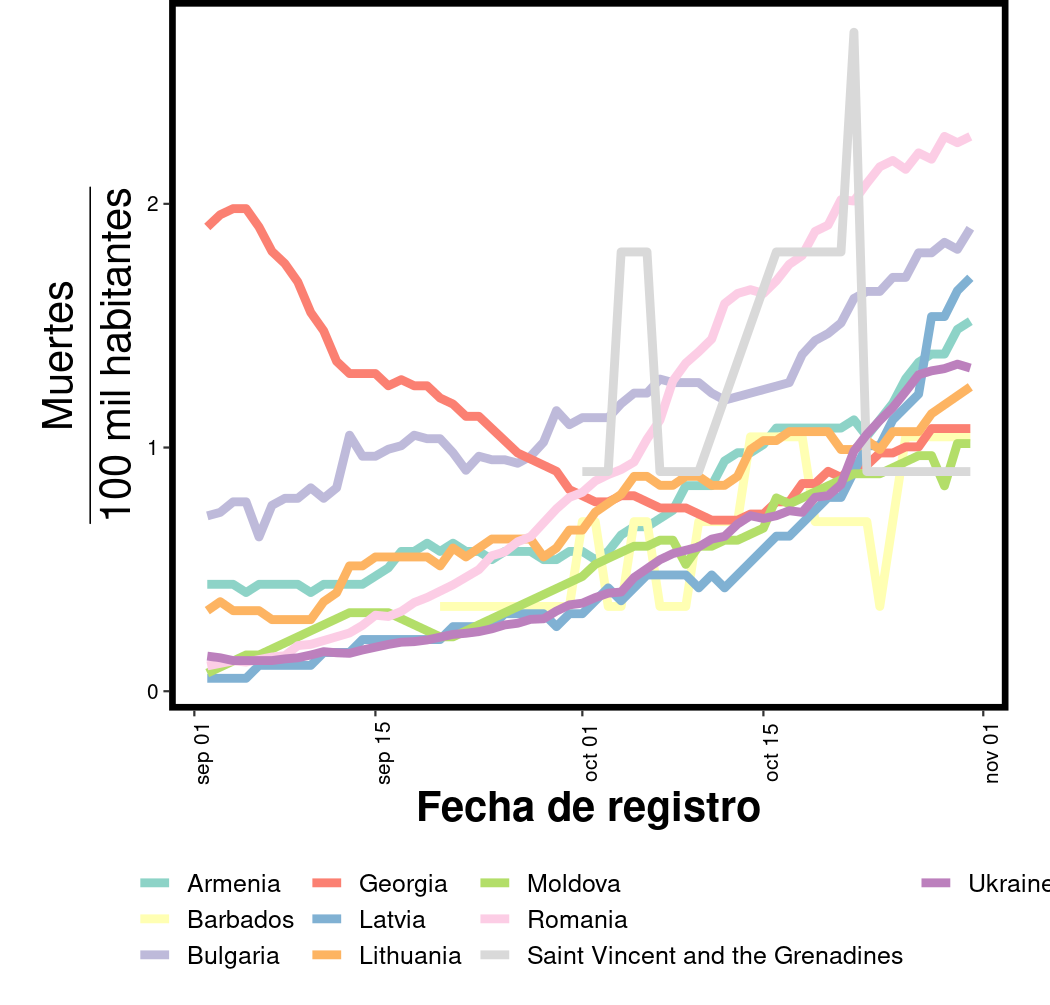 Muertes
100 mil habitantes
2
1
0
sep 01
sep 15
oct 01
oct 15
nov 01
Fecha de registro
Armenia
Georgia
Moldova
Ukraine
Barbados
Latvia
Romania
Bulgaria
Lithuania
Saint Vincent and the Grenadines